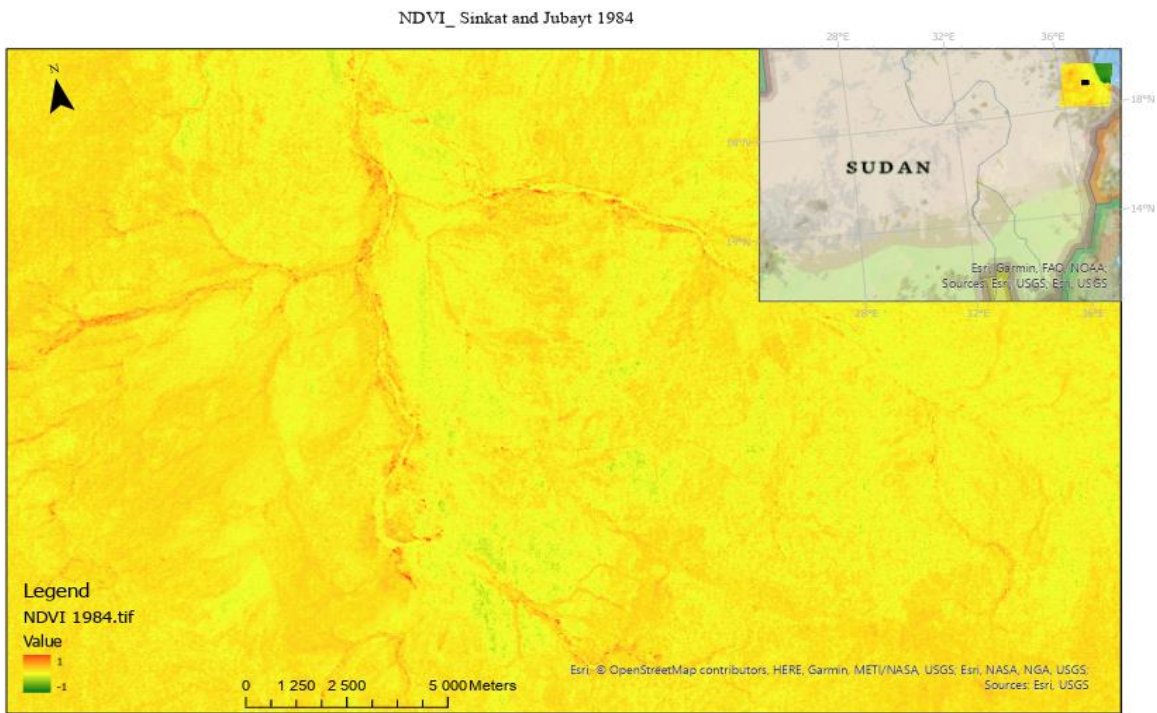 NDVI_ Sinkat and Jubayt 1984
28°E 32°E 36°E
N
18°N
18°N
SUDAN
14°N
14°N
Esri, Garmin, FAO, NOAA,
Sources: Esri, USGS, Esri, USGS
28°E 32°E 36°E
Legend
NDVI 1984.tif
Value
1
-1
0 1 250 2 500 5 000 Meters
Esri, © OpenStreetMap contributors, HERE, Garmin, METI/NASA, USGS, Esri, NASA, NGA, USGS
Sources: Esri, USGS